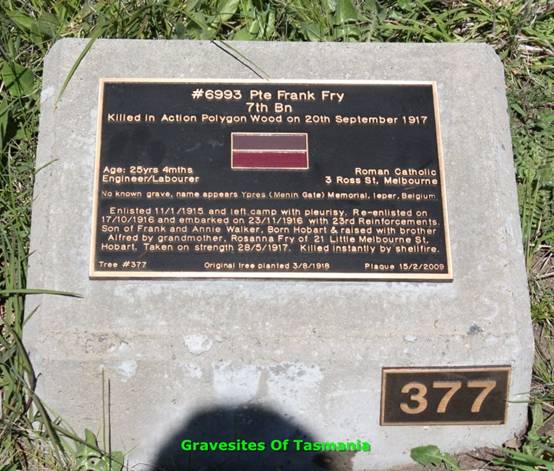 #6993 Pte Frank Fry
7th Bn
Killed in Action Polygon Wood on 20th September 1917
Age: 25yrs 4mths
Engineer/Labourer
Roman Catholic
3 Ross St, Melbourne
No known grave, name appears Ypres (Menin Gate) Memorial, Ieper, Belgium.
Enlisted 11/1/1915 and left camp with pleurisy. Re-enlisted on
17/10/1916 and embarked on 23/11/1916 with 23rd Reinforcements.
Son of Frank and Annie Walker, Born Hobart & raised with brother
Alfred by grandmother, Rosanna Fry of 21 Little Melbourne St,
Hobart. Taken on strength 28/5/1917. Killed instantly by shellfire.
Tree #377 Original tree planted 3/8/1918 Plaque 15/2/2009
377
Gravesites Of Tasmania